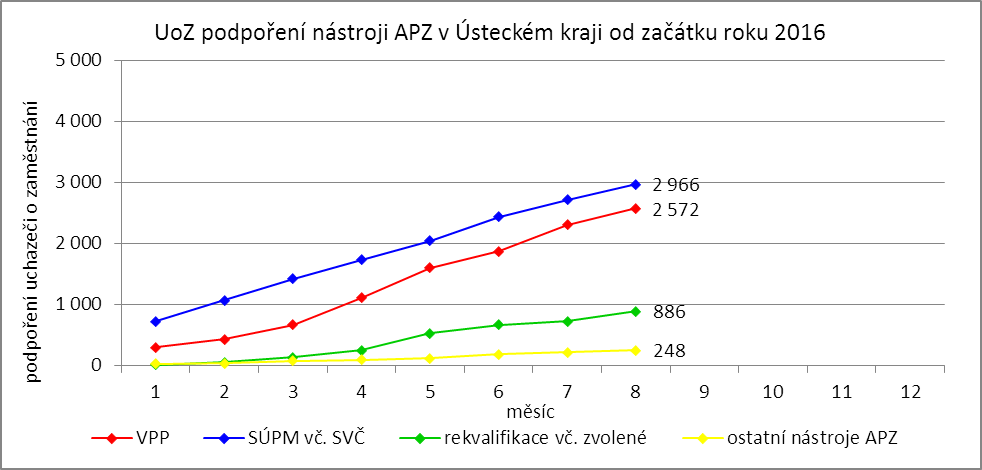 UoZ podpoření nástroji APZ v Ústeckém kraji od začátku roku 2016
podpoření uchazeči o zaměstnání
5 000
4 000
3 000
2 000
1 000
0
2 966
2 572
886
248
1 2 3 4 5 6 7 8 9 10 11 12
měsíc
VPP SÚPM vč. SVČ rekvalifikace vč. zvolené ostatní nástroje APZ